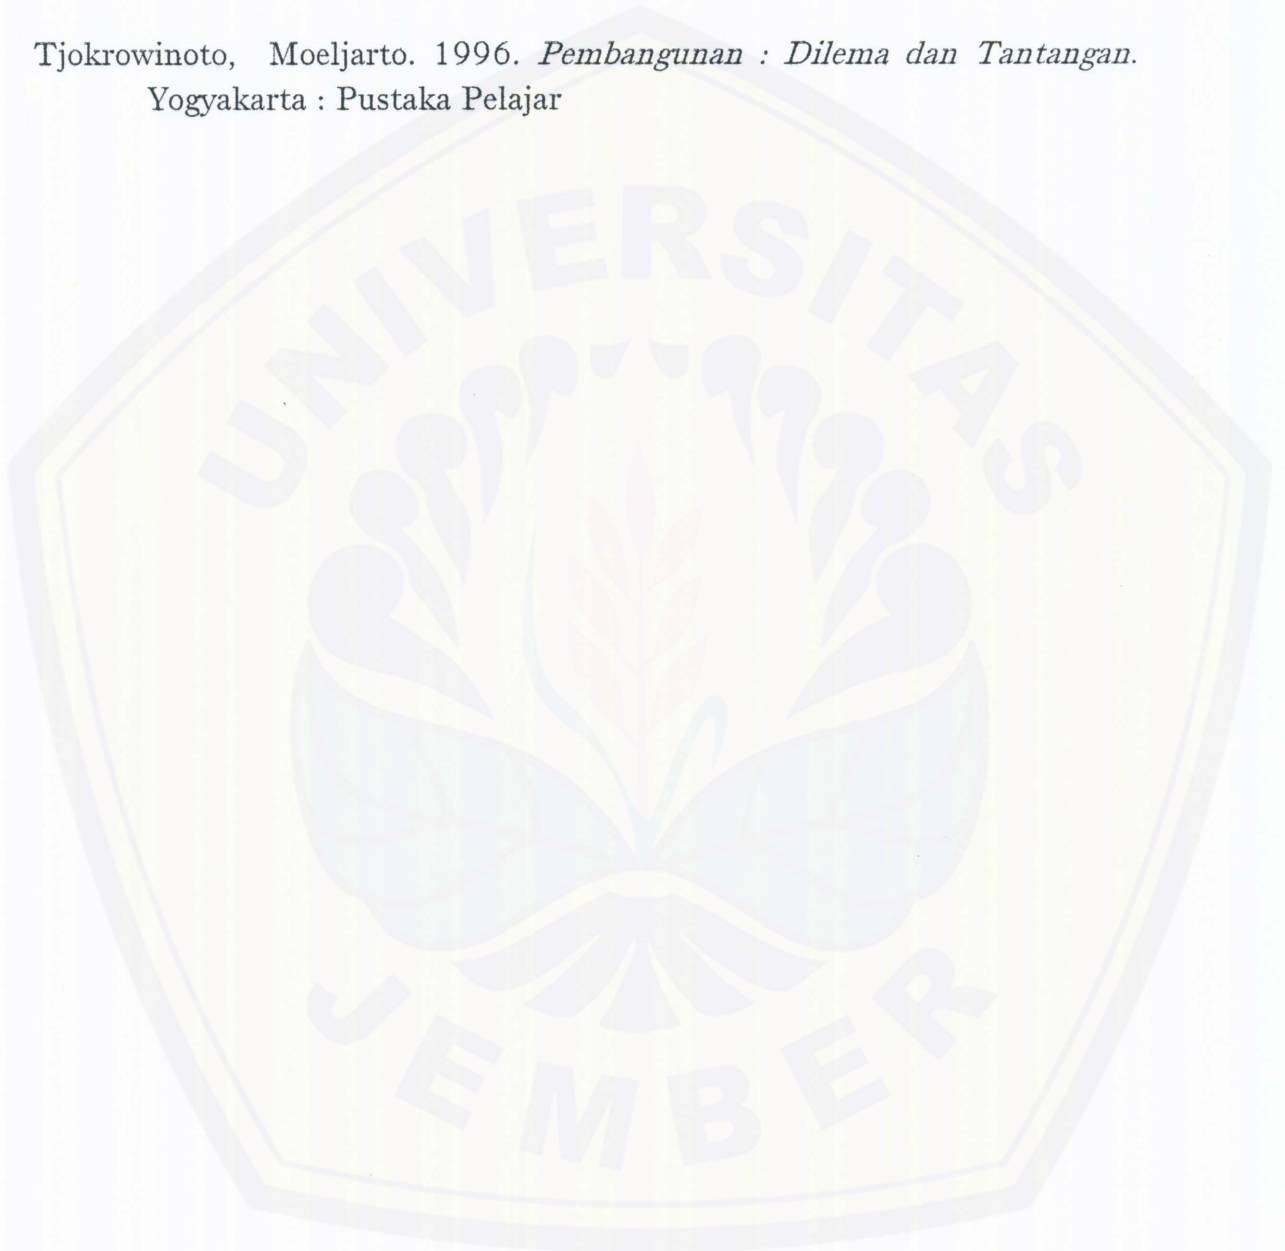 Tjokrowinoto, Moeljarto. 1996. Pembangunan : Dilema dan Tantangan.
Yogyakarta : Pustaka Pelajar
UNIVERSITAS
JEMBER